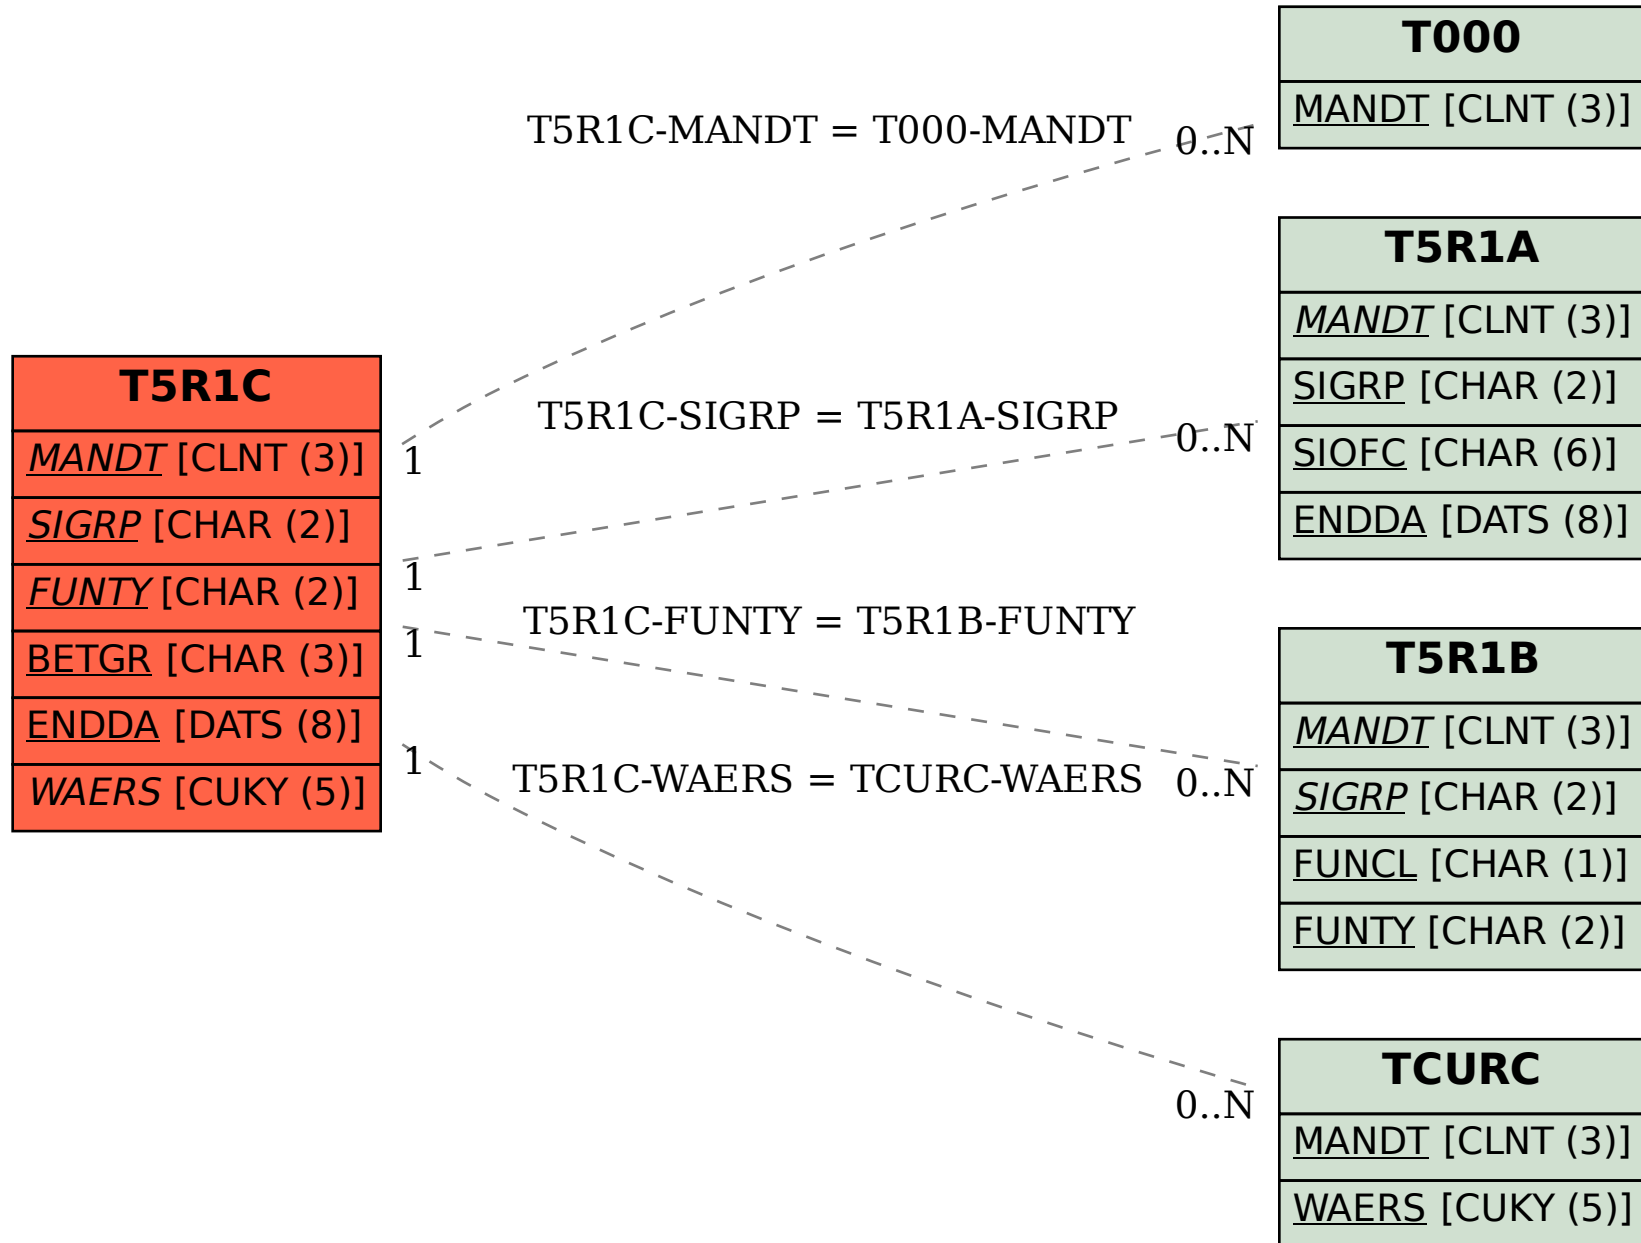 T5R1C
MANDT [CLNT (3)]
SIGRP [CHAR (2)]
FUNTY [CHAR (2)]
BETGR [CHAR (3)]
ENDDA [DATS (8)]
WAERS [CUKY (5)]
T5R1C-MANDT = T000-MANDT
1
0..N
T5R1C-SIGRP = T5R1A-SIGRP
1
0..N
T5R1C-FUNTY = T5R1B-FUNTY
1
0..N
T5R1C-WAERS = TCURC-WAERS
1
0..N
T000
MANDT [CLNT (3)]
T5R1A
MANDT [CLNT (3)]
SIGRP [CHAR (2)]
SIOFC [CHAR (6)]
ENDDA [DATS (8)]
T5R1B
MANDT [CLNT (3)]
SIGRP [CHAR (2)]
FUNCL [CHAR (1)]
FUNTY [CHAR (2)]
TCURC
MANDT [CLNT (3)]
WAERS [CUKY (5)]